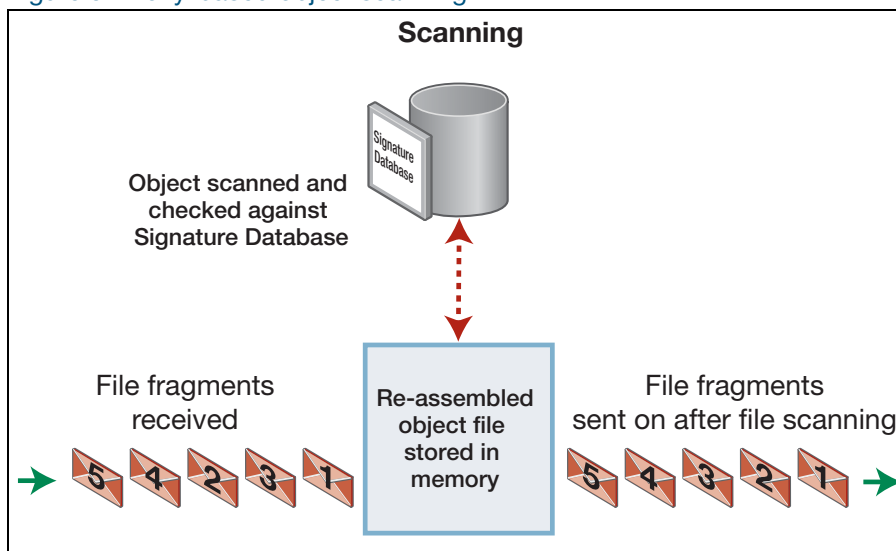 Scanning
Signature
Database
Object scanned and
checked against
Signature Database
File fragments
received
5 4 2 3 1
Re-assembled
object file
stored in
memory
File fragments
sent on after file scanning
5 4 3 2 1